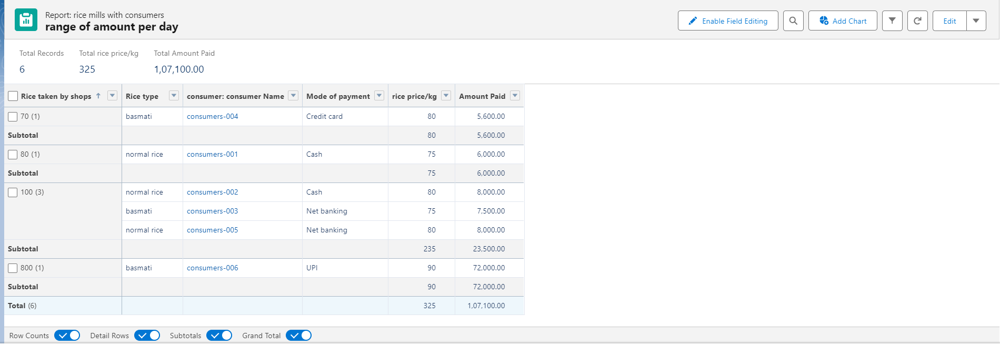 Report: rice mills with consumers
range of amount per day
Enable Field Editing
Add Chart
Edit
Total Records Total rice price/kg Total Amount Paid
6 325 1,07,100.00
Rice taken by shops Rice type consumer: consumer Name Mode of payment rice price/kg Amount Paid
70 (1) basmati consumers-004 Credit card 80 5,600.00
Subtotal 80 5,600.00
80 (1) normal rice consumers-001 Cash 75 6,000.00
Subtotal 75 6,000.00
100 (3) normal rice consumers-002 Cash 80 8,000.00
basmati consumers-003 Net banking 75 7,500.00
normal rice consumers-005 Net banking 80 8,000.00
Subtotal 235 23,500.00
800 (1) basmati consumers-006 UPI 90 72,000.00
Subtotal 90 72,000.00
Total (6) 325 1,07,100.00
Row Counts Detail Rows Subtotals Grand Total